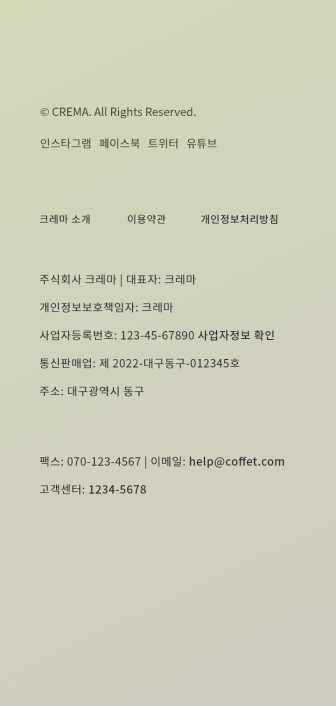 © CREMA. All Rights Reserved.
인스타그램 페이스북 트위터 유튜브
크레마 소개 이용약관 개인정보처리방침
주식회사 크레마 | 대표자: 크레마
개인정보보호책임자: 크레마
사업자등록번호: 123-45-67890 사업자정보 확인
통신판매업: 제 2022-대구동구-012345호
주소: 대구광역시 동구
팩스: 070-123-4567 | 이메일: help@coffet.com
고객센터: 1234-5678